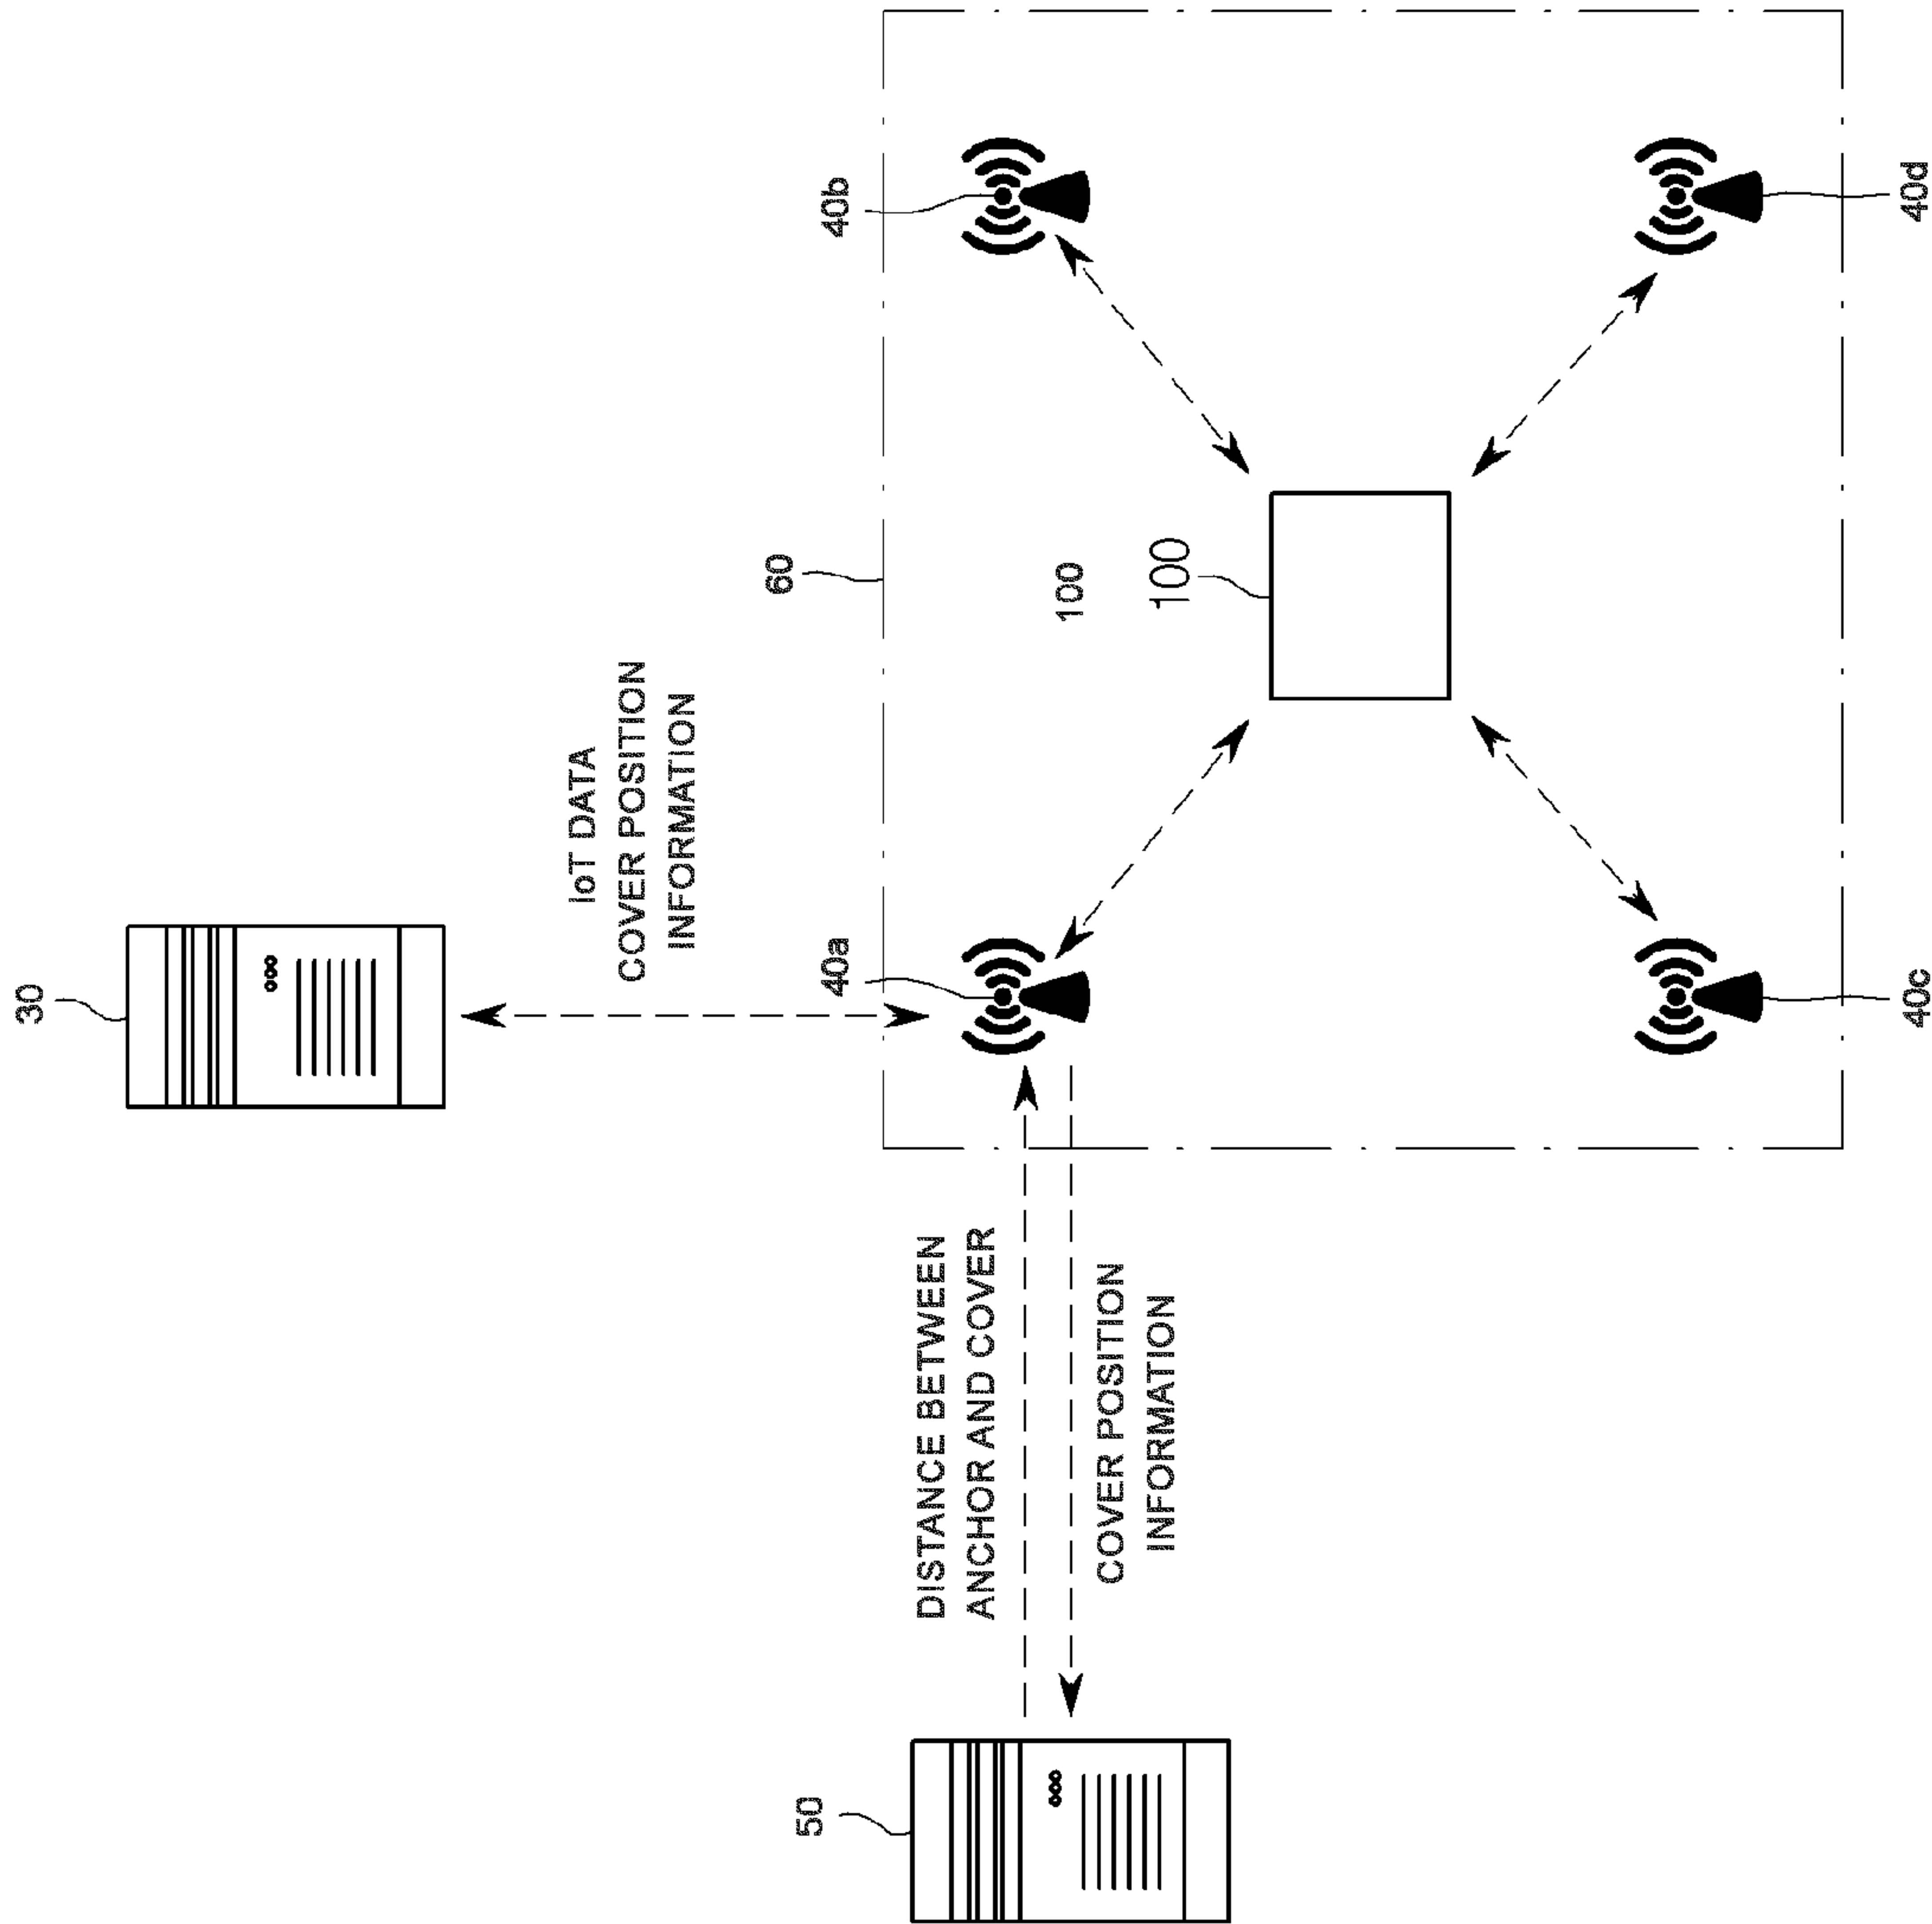 30
IoT DATA
COVER POSITION
INFORMATION
60
40a
40b
100
100
50
DISTANCE BETWEEN
ANCHOR AND COVER
COVER POSITION
INFORMATION
40c
40d